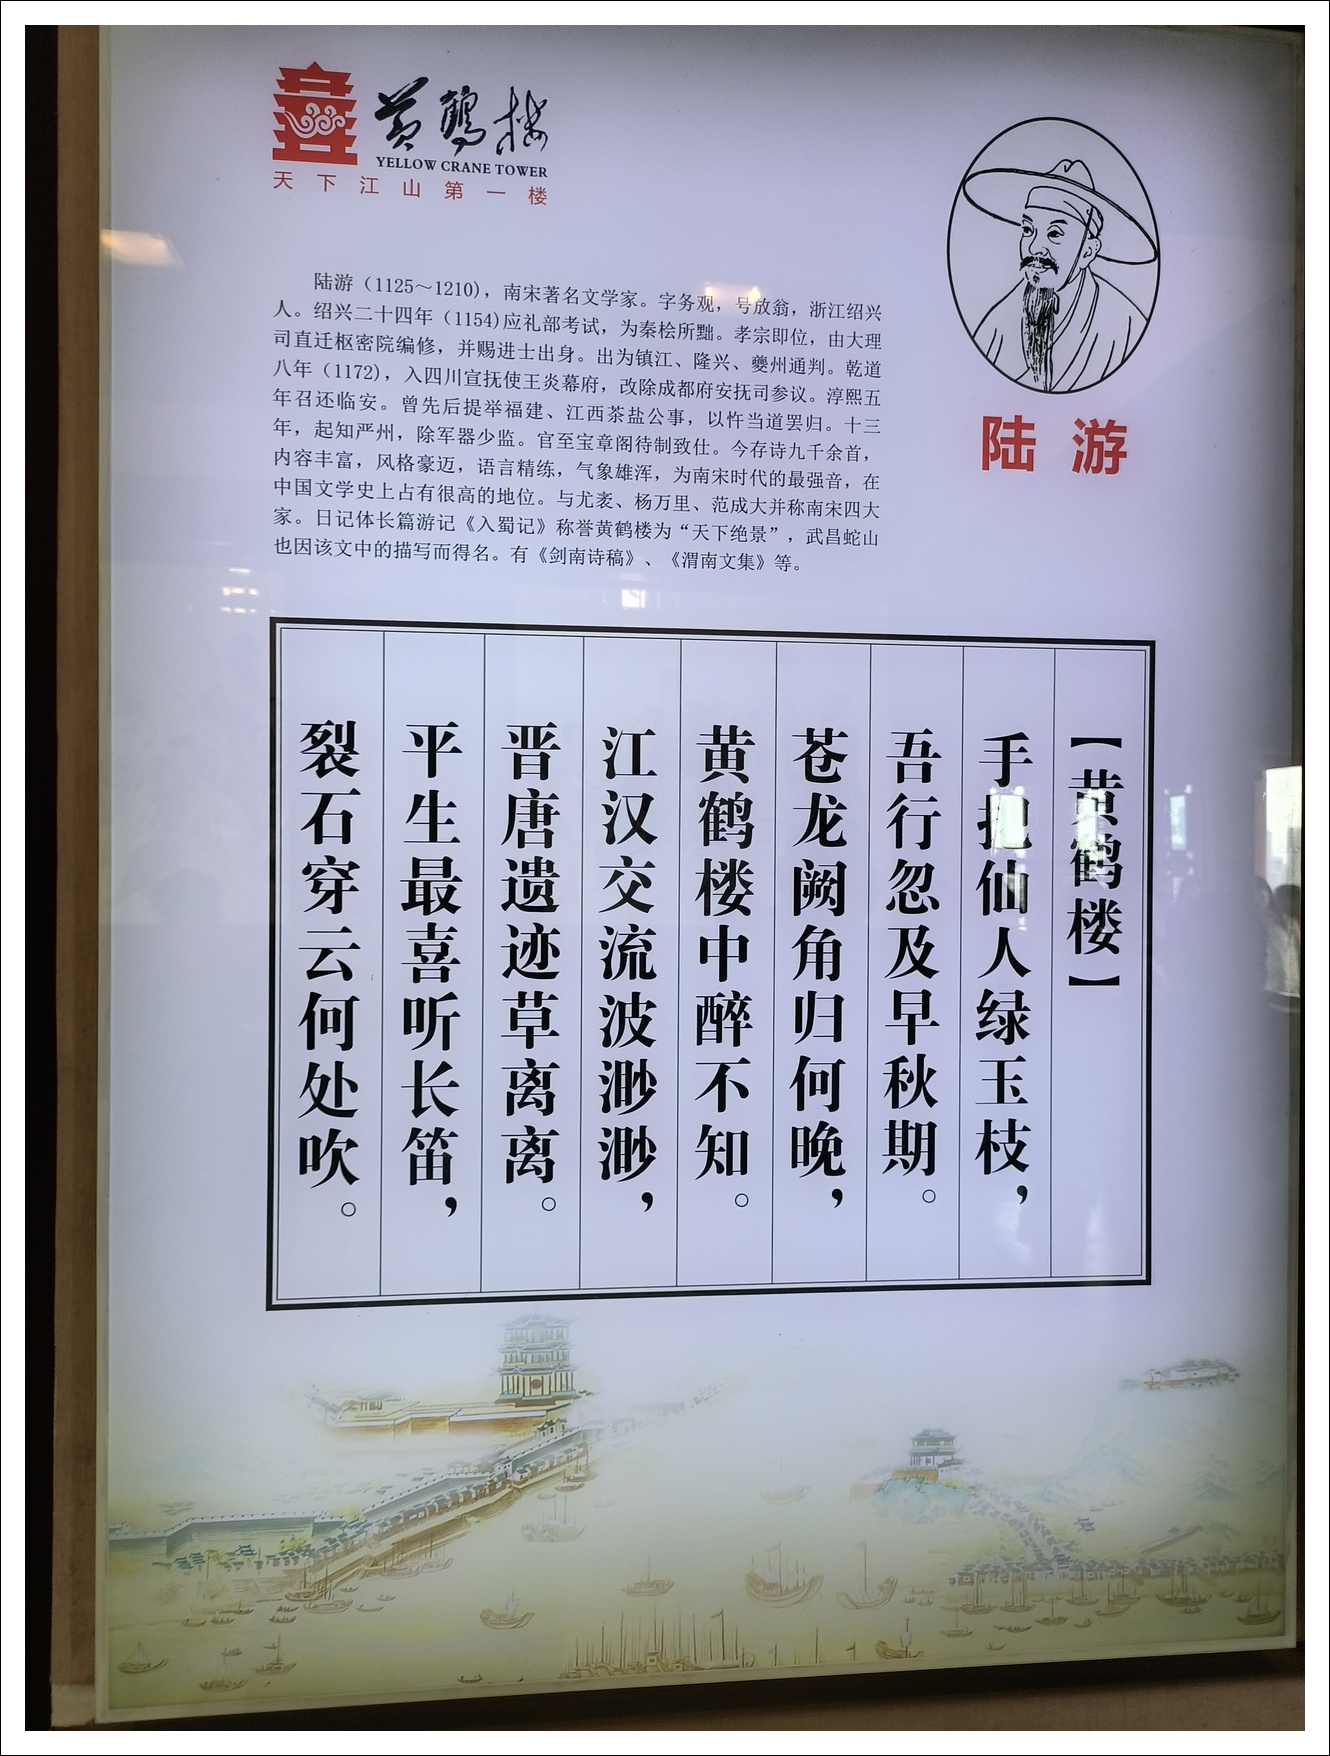 黄鹤楼
YELLOW CRANE TOWER
天下江山第一楼
陆游
陆游（1125～1210），南宋著名文学家。字务观，号放翁，浙江绍兴
人。绍兴二十四年（1154)应礼部考试，为秦桧所黜。孝宗即位，由大理
司直迁枢密院编修，并赐进士出身。出为镇江、隆兴、夔州通判。乾道
八年（1172），入四川宣抚使王炎幕府，改除成都府安抚司参议。淳熙五
年召还临安。曾先后提举福建、江西茶盐公事，以忤当道罢归。十三
年，起知严州，除军器少监。官至宝章阁待制致仕。今存诗九千余首，
内容丰富，风格豪迈，语言精练，气象雄浑，为南宋时代的最强音，在
中国文学史上占有很高的地位。与尤袤、杨万里、范成大并称南宋四大
家。日记体长篇游记《入蜀记》称誉黄鹤楼为“天下绝景”，武昌蛇山
也因该文中的描写而得名。有《剑南诗稿》、《渭南文集》等。
【黄鹤楼】
手把仙人绿玉枝，
吾行忽及早秋期。
苍龙阙角归何晚，
黄鹤楼中醉不知。
江汉交流波渺渺，
晋唐遗迹草离离。
平生最喜听长笛，
裂石穿云何处吹。